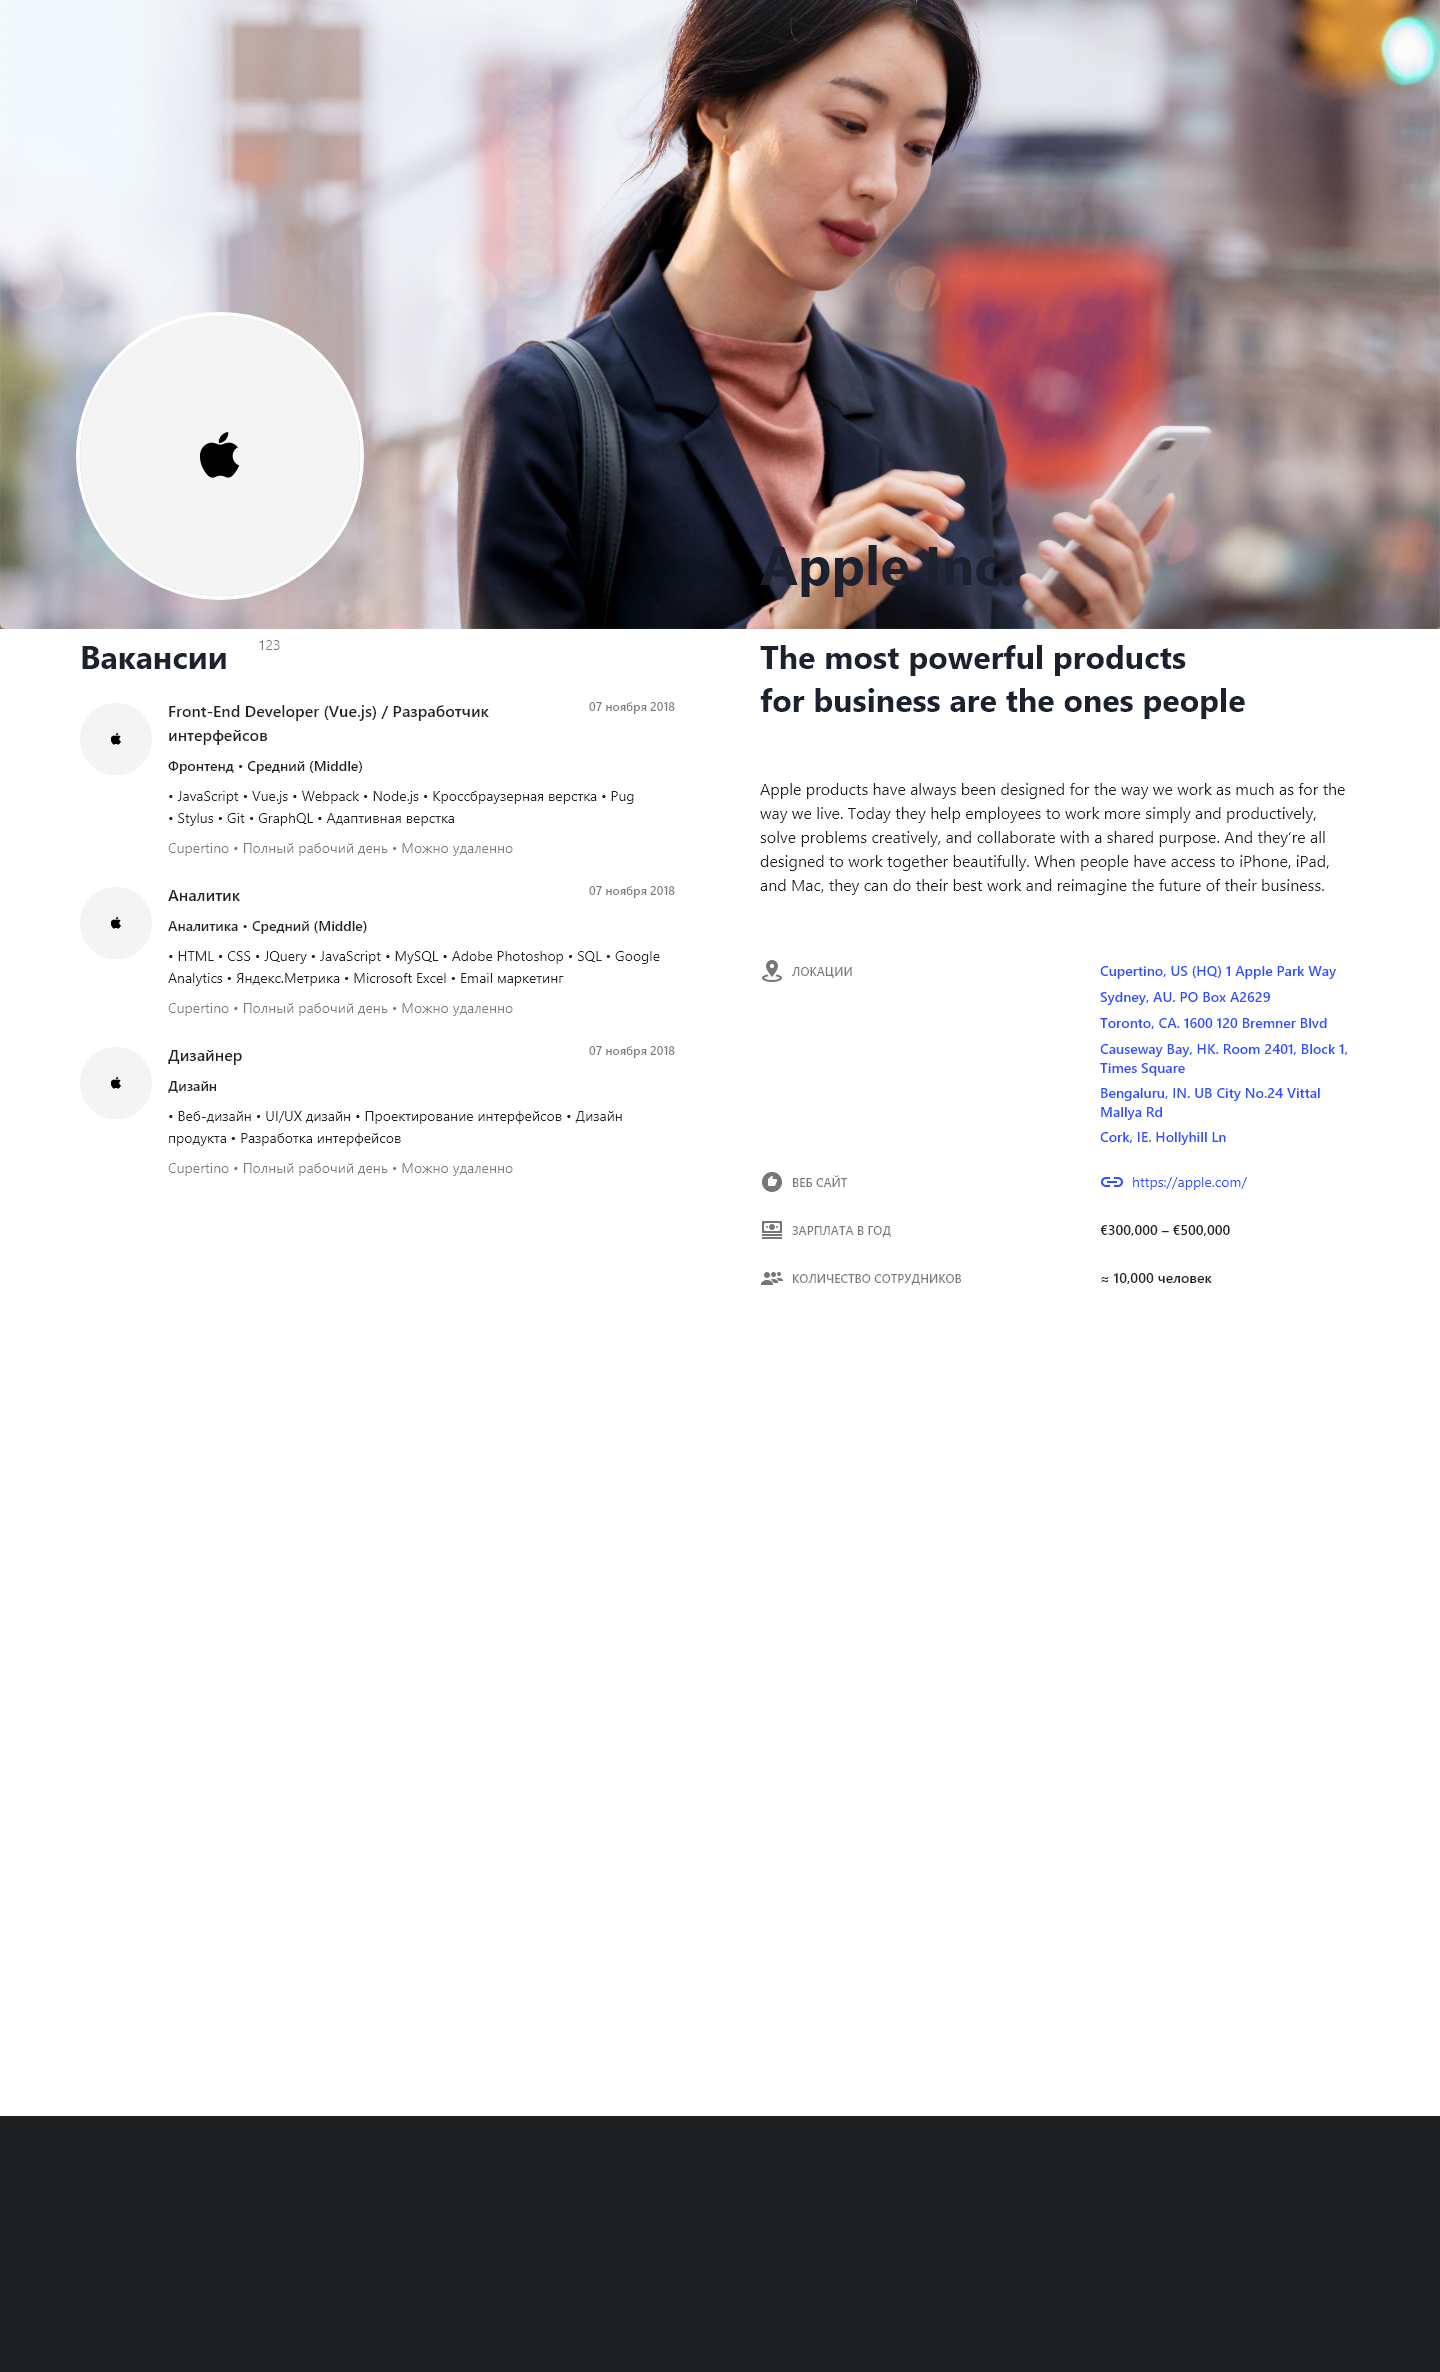 Apple Inc.
Вакансии
123
Front-End Developer (Vue.js) / Разработчик
интерфейсов
07 ноября 2018
Фронтенд • Средний (Middle)
• JavaScript • Vue.js • Webpack • Node.js • Кроссбраузерная верстка • Pug
• Stylus • Git • GraphQL • Адаптивная верстка
Cupertino • Полный рабочий день • Можно удаленно
Аналитик
07 ноября 2018
Аналитика • Средний (Middle)
• HTML • CSS • JQuery • JavaScript • MySQL • Adobe Photoshop • SQL • Google
Analytics • Яндекс.Метрика • Microsoft Excel • Email маркетинг
Cupertino • Полный рабочий день • Можно удаленно
Дизайнер
07 ноября 2018
Дизайн
• Веб-дизайн • UI/UX дизайн • Проектирование интерфейсов • Дизайн
продукта • Разработка интерфейсов
Cupertino • Полный рабочий день • Можно удаленно
The most powerful products
for business are the ones people
Apple products have always been designed for the way we work as much as for the
way we live. Today they help employees to work more simply and productively,
solve problems creatively, and collaborate with a shared purpose. And they’re all
designed to work together beautifully. When people have access to iPhone, iPad,
and Mac, they can do their best work and reimagine the future of their business.
ЛОКАЦИИ
Cupertino, US (HQ) 1 Apple Park Way
Sydney, AU. PO Box A2629
Toronto, CA. 1600 120 Bremner Blvd
Causeway Bay, HK. Room 2401, Block 1,
Times Square
Bengaluru, IN. UB City No.24 Vittal
Mallya Rd
Cork, IE. Hollyhill Ln
ВЕБ САЙТ
https://apple.com/
ЗАРПЛАТА В ГОД
€300,000 – €500,000
КОЛИЧЕСТВО СОТРУДНИКОВ
≈ 10,000 человек